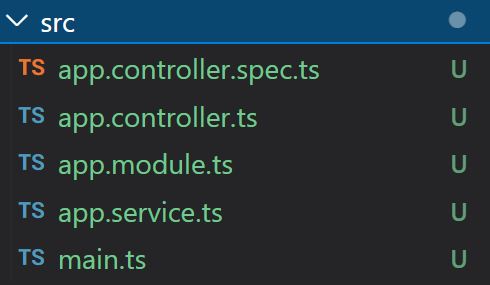 src
TS app.controller.spec.ts U
TS app.controller.ts U
TS app.module.ts U
TS app.service.ts U
TS main.ts U